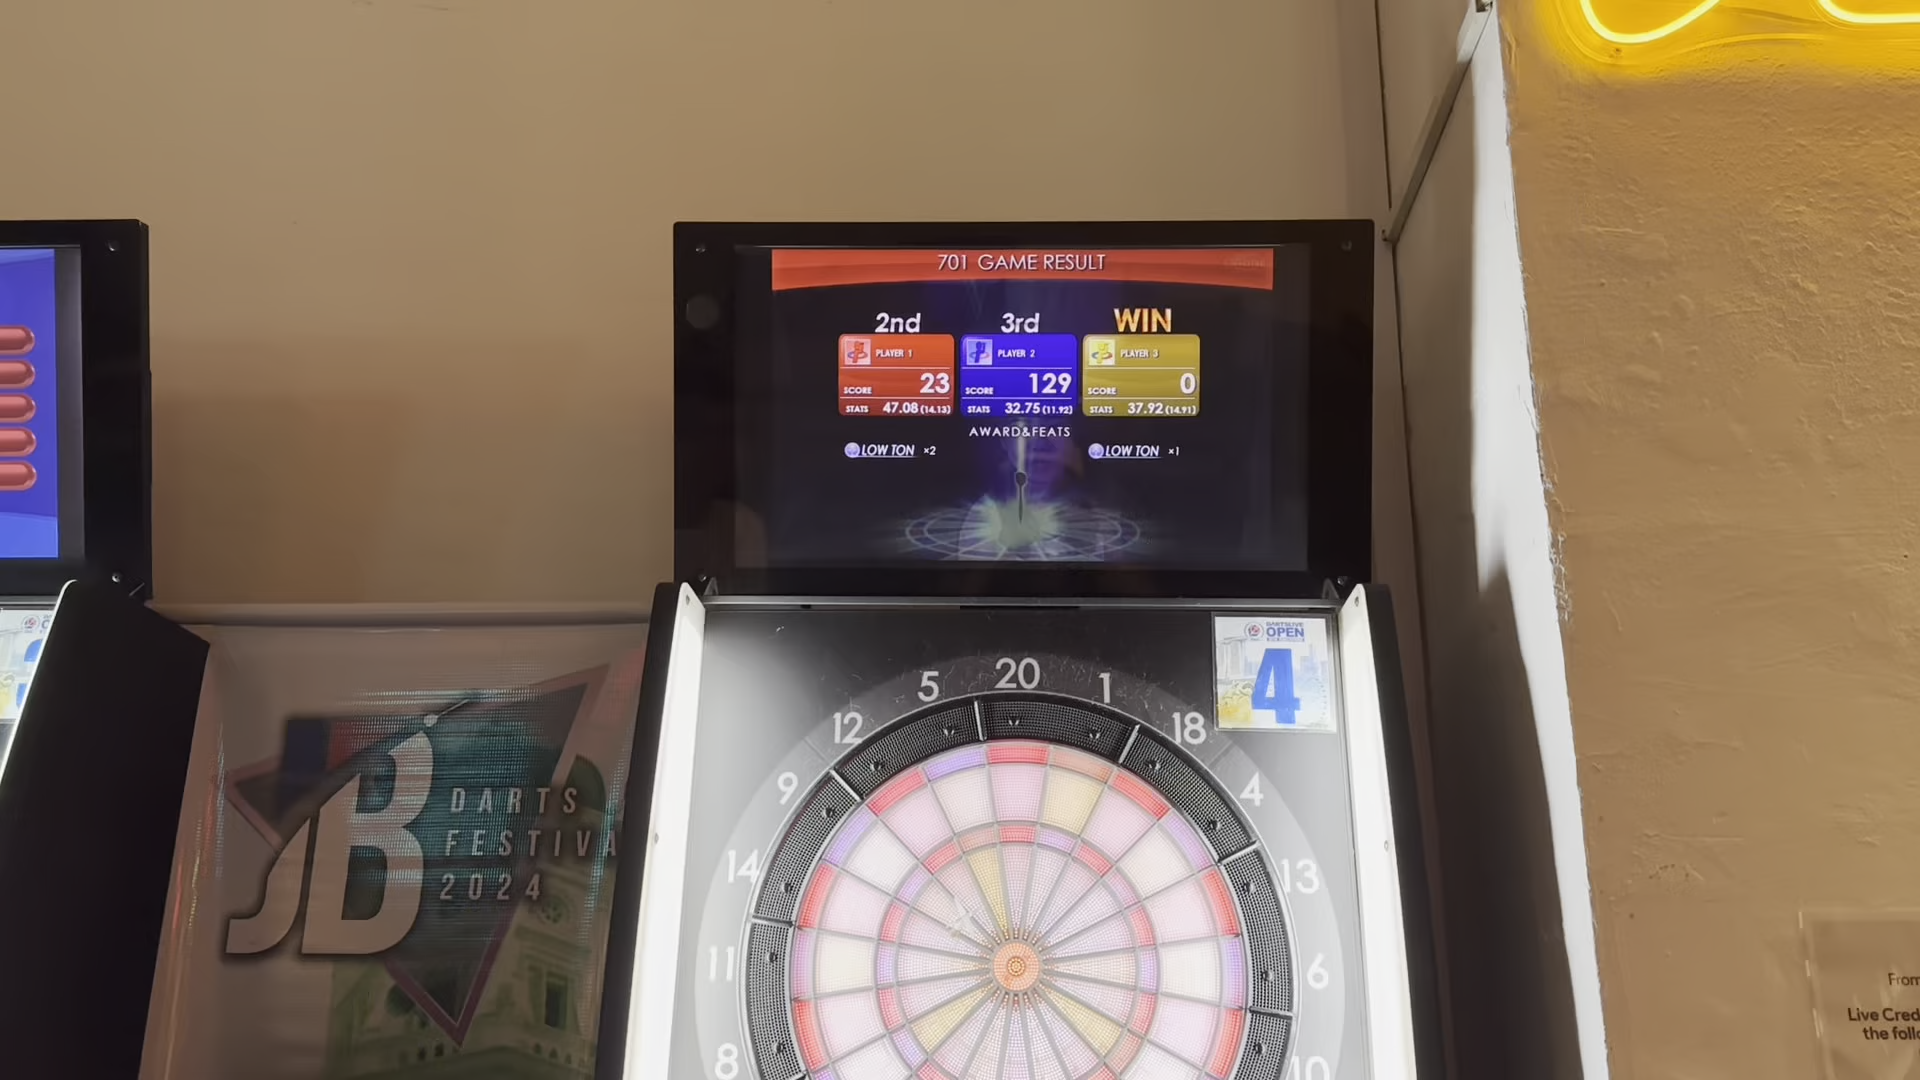 701 GAME RESULT
2nd
3rd
WIN
PLAYER 1
SCORE 23
STATS 47.08 (14.13)
PLAYER 2
SCORE 129
STATS 32.75 (11.92)
PLAYER 3
SCORE 0
STATS 37.92 (14.91)
AWARD&FEATS
LOW TON ×2
LOW TON ×1
DARTSLIVE
OPEN
4
20
5
1
12
18
9
4
14
13
11
6
8
10
JB
DARTS
FESTIVA
2024
From
Live Cred
the follo